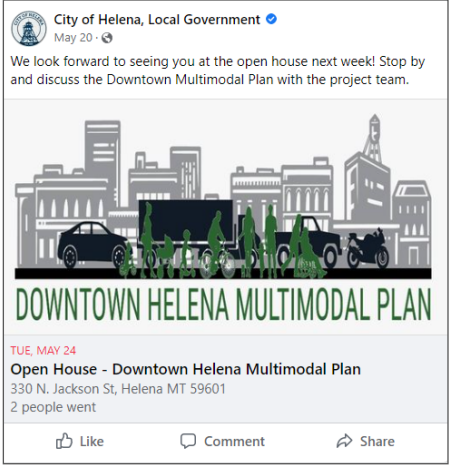 City of Helena, Local Government
May 20 ·
We look forward to seeing you at the open house next week! Stop by
and discuss the Downtown Multimodal Plan with the project team.
DOWNTOWN HELENA MULTIMODAL PLAN
TUE, MAY 24
Open House - Downtown Helena Multimodal Plan
330 N. Jackson St, Helena MT 59601
2 people went
Like Comment Share